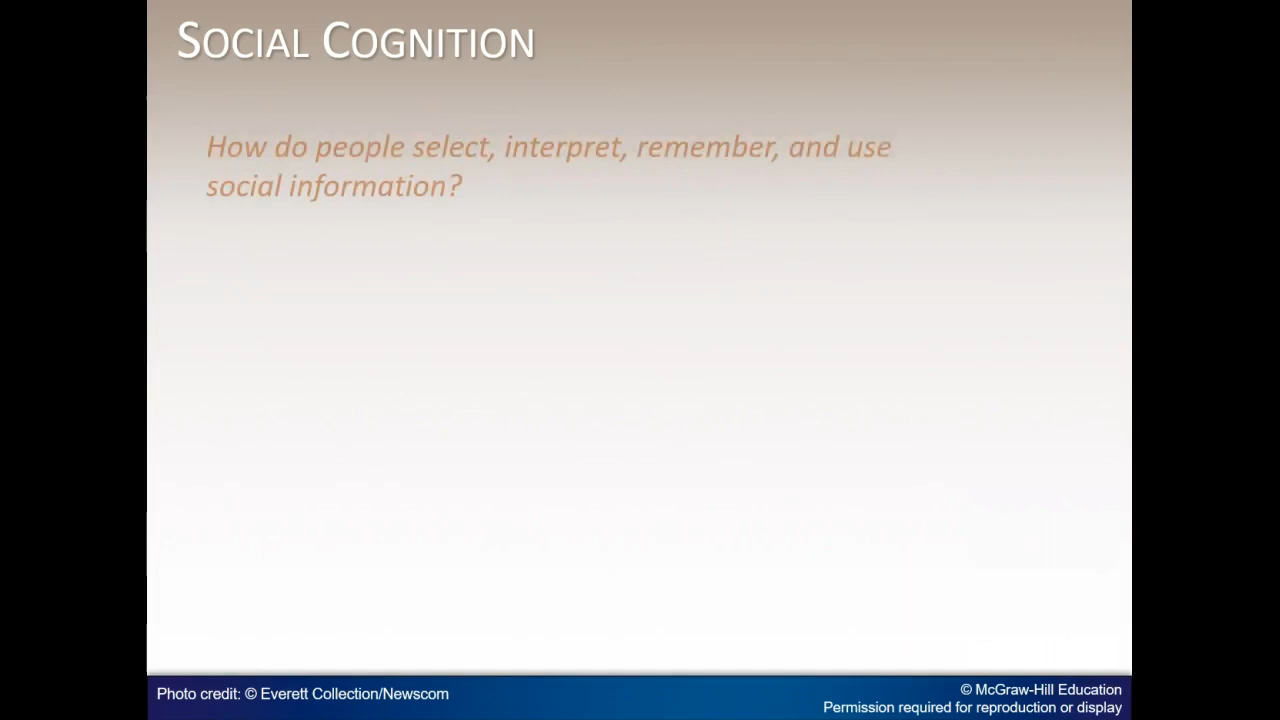 SOCIAL COGNITION
How do people select, interpret, remember, and use
social information?
Photo credit: © Everett Collection/Newscom
© McGraw-Hill Education
Permission required for reproduction or display